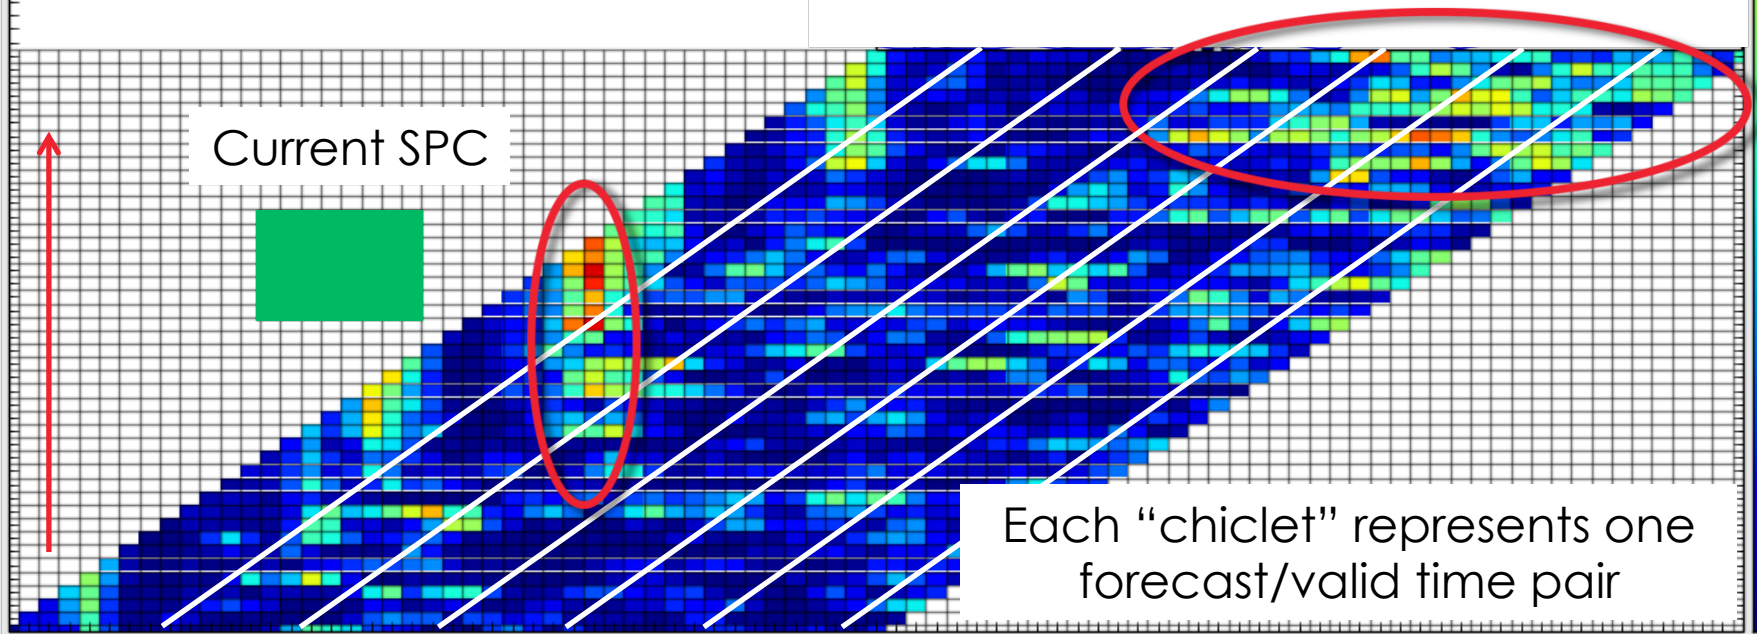 Current SPC
Each “chiclet” represents one
forecast/valid time pair